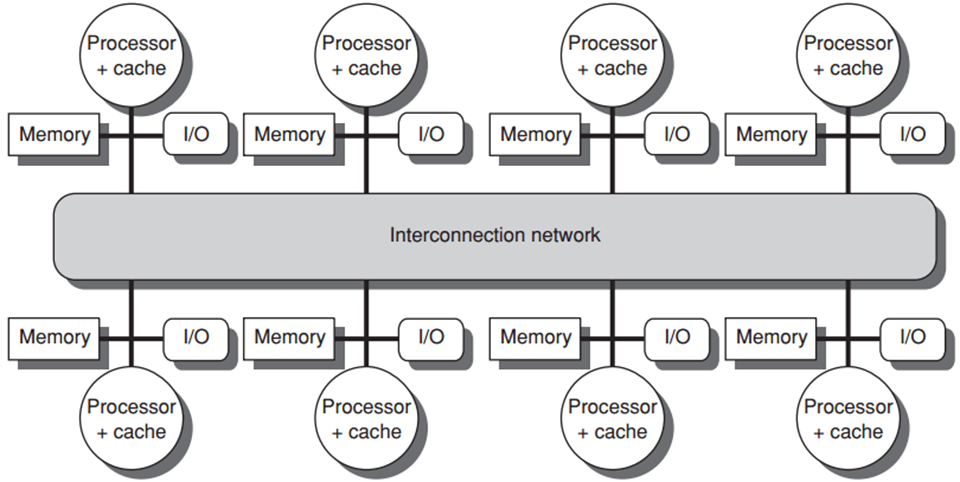 Processor
+ cache
Processor
+ cache
Processor
+ cache
Processor
+ cache
Memory
I/O
Memory
I/O
Memory
I/O
Memory
I/O
Interconnection network
Memory
I/O
Memory
I/O
Memory
I/O
Memory
I/O
Processor
+ cache
Processor
+ cache
Processor
+ cache
Processor
+ cache